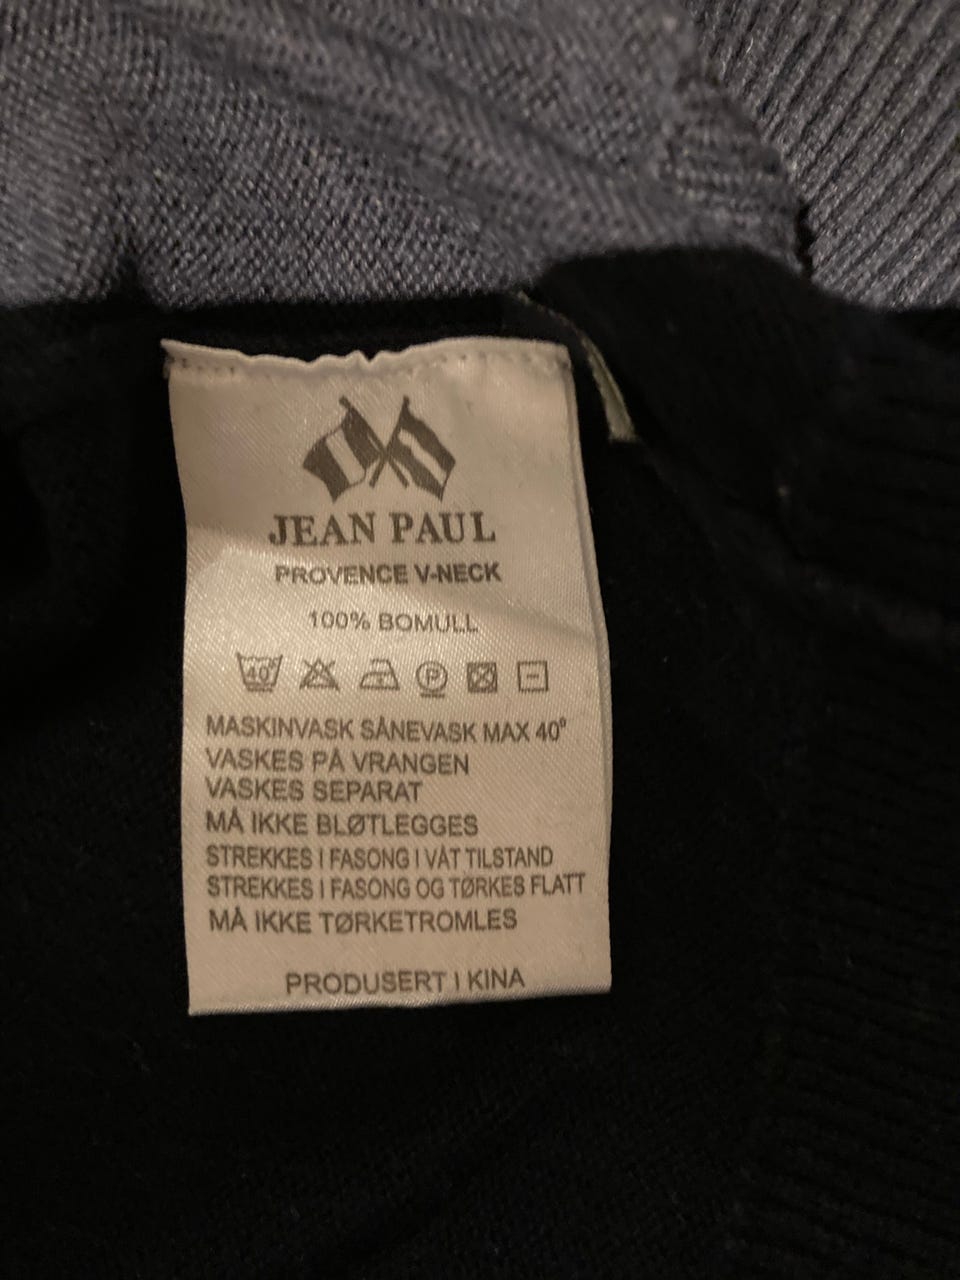 JEAN PAUL
PROVENCE V-NECK
100% BOMULL
40° P
MASKINVASK SÅNEVASK MAX 40°
VASKES PÅ VRANGEN
VASKES SEPARAT
MÅ IKKE BLØTLEGGES
STREKKES I FASONG I VÅT TILSTAND
STREKKES I FASONG OG TØRKES FLATT
MÅ IKKE TØRKETROMLES
PRODUSERT I KINA